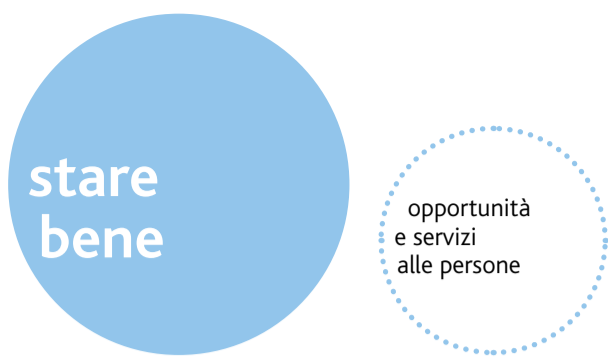 stare
bene
opportunità
e servizi
alle persone